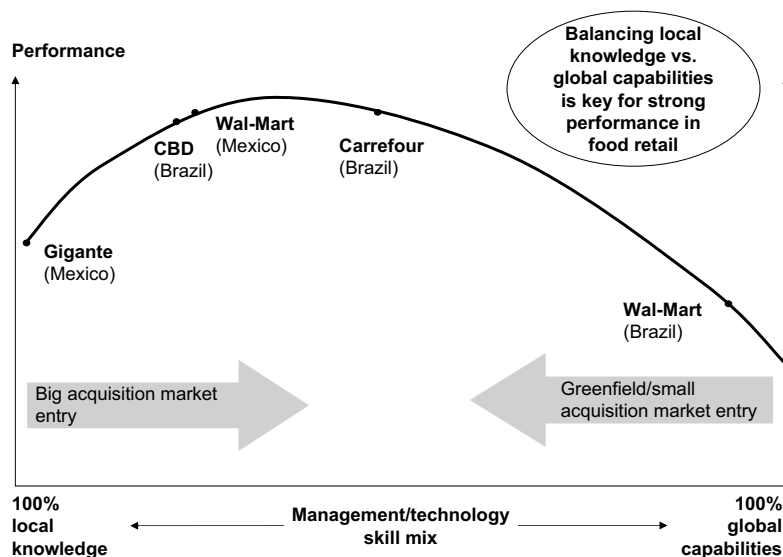 Performance
Balancing local
knowledge vs.
global capabilities
is key for strong
performance in
food retail
Wal-Mart
(Mexico)
CBD
(Brazil)
Carrefour
(Brazil)
Gigante
(Mexico)
Wal-Mart
(Brazil)
Big acquisition market
entry
Greenfield/small
acquisition market entry
100%
local
knowledge
Management/technology
skill mix
100%
global
capabilities